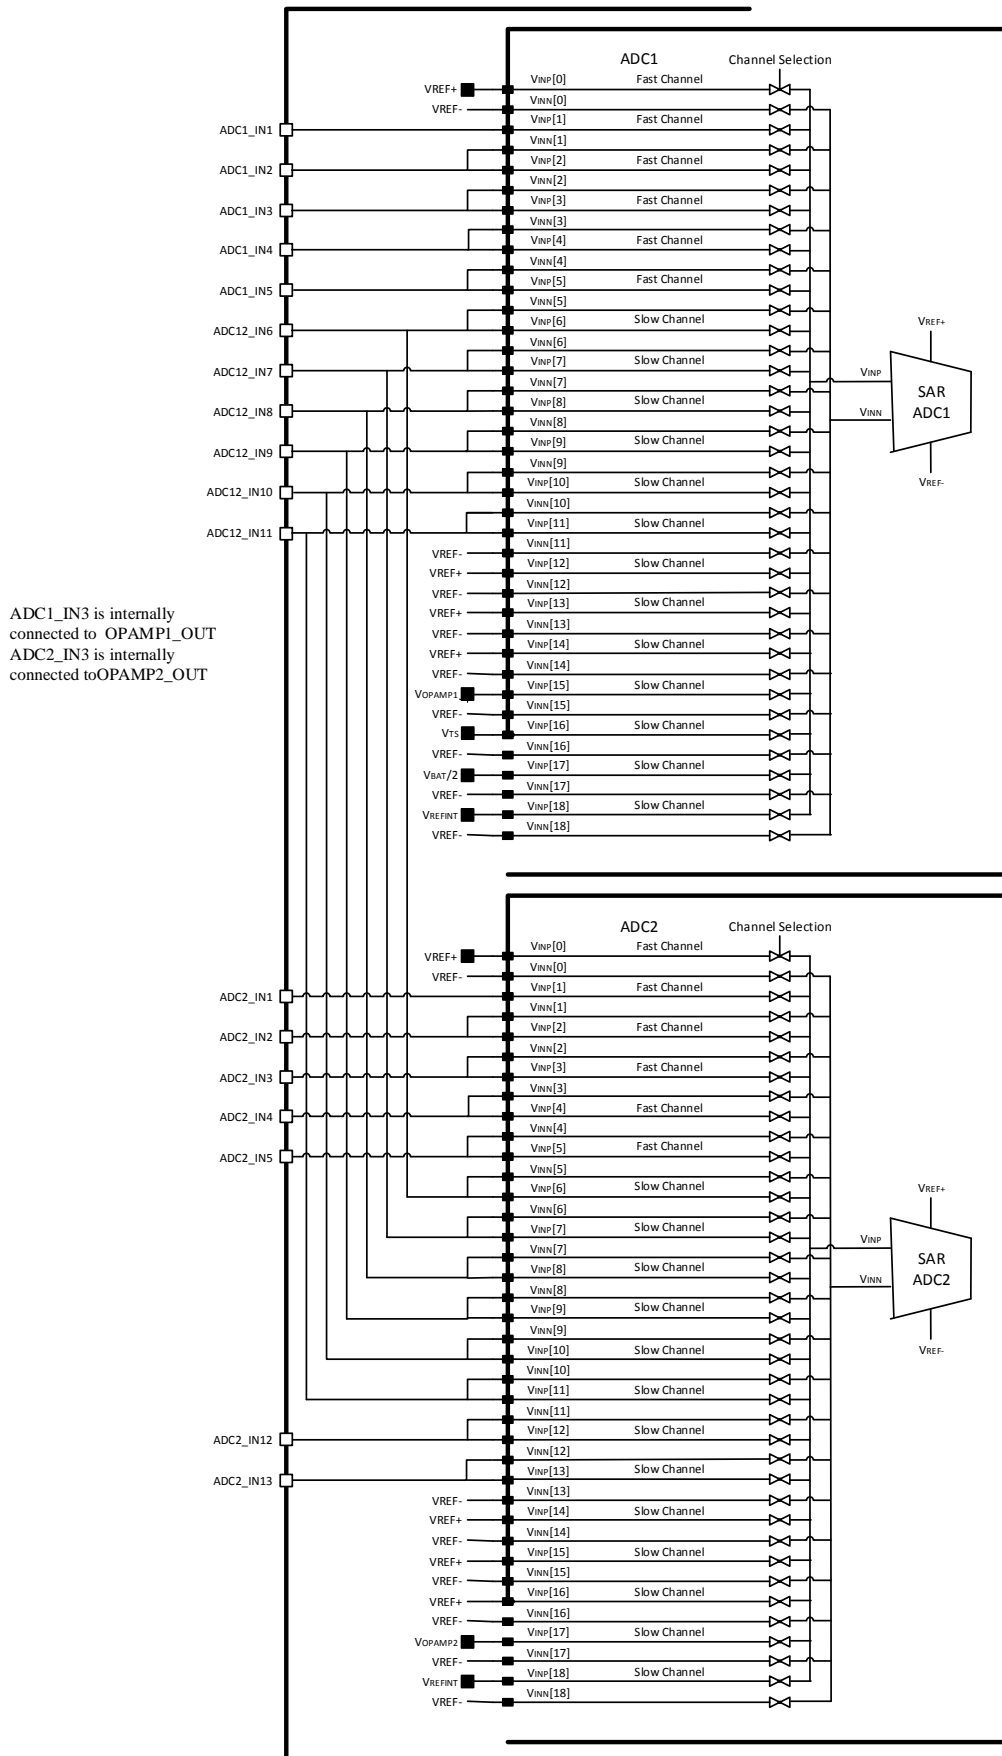 ADC1 Channel Selection
VINP[0] Fast Channel
VREF+
VINN[0]
VREF-
VINP[1] Fast Channel
ADC1_IN1
VINN[1]
VINP[2] Fast Channel
ADC1_IN2
VINN[2]
VINP[3] Fast Channel
ADC1_IN3
VINN[3]
VINP[4] Fast Channel
ADC1_IN4
VINN[4]
VINP[5] Fast Channel
ADC1_IN5
VINN[5]
VINP[6] Slow Channel
ADC12_IN6
VREF+
VINN[6]
VINP[7] Slow Channel
ADC12_IN7
VINP
VINN[7]
SAR
ADC1
VINP[8] Slow Channel
ADC12_IN8
VINN
VINN[8]
VINP[9] Slow Channel
ADC12_IN9
VINN[9]
VREF-
VINP[10] Slow Channel
ADC12_IN10
VINN[10]
VINP[11] Slow Channel
ADC12_IN11
VINN[11]
VREF-
VINP[12] Slow Channel
VREF+
VINN[12]
VREF-
VINP[13] Slow Channel
VREF+
VINN[13]
VREF-
VINP[14] Slow Channel
VREF+
VINN[14]
VREF-
VINP[15] Slow Channel
VOPAMP1
VINN[15]
VREF-
VINP[16] Slow Channel
VTS
VINN[16]
VREF-
VINP[17] Slow Channel
VBAT/2
VINN[17]
VREF-
VINP[18] Slow Channel
VREFINT
VINN[18]
VREF-
ADC1_IN3 is internally
connected to OPAMP1_OUT
ADC2_IN3 is internally
connected toOPAMP2_OUT
ADC2 Channel Selection
VINP[0] Fast Channel
VREF+
VINN[0]
VREF-
VINP[1] Fast Channel
ADC2_IN1
VINN[1]
VINP[2] Fast Channel
ADC2_IN2
VINN[2]
VINP[3] Fast Channel
ADC2_IN3
VINN[3]
VINP[4] Fast Channel
ADC2_IN4
VINN[4]
VINP[5] Fast Channel
ADC2_IN5
VINN[5]
VINP[6] Slow Channel
VREF+
VINN[6]
VINP[7] Slow Channel
VINP
VINN[7]
SAR
ADC2
VINP[8] Slow Channel
VINN
VINN[8]
VINP[9] Slow Channel
VINN[9]
VREF-
VINP[10] Slow Channel
VINN[10]
VINP[11] Slow Channel
VINN[11]
VINP[12] Slow Channel
ADC2_IN12
VINN[12]
VINP[13] Slow Channel
ADC2_IN13
VINN[13]
VREF-
VINP[14] Slow Channel
VREF+
VINN[14]
VREF-
VINP[15] Slow Channel
VREF+
VINN[15]
VREF-
VINP[16] Slow Channel
VREF+
VINN[16]
VREF-
VINP[17] Slow Channel
VOPAMP2
VINN[17]
VREF-
VINP[18] Slow Channel
VREFINT
VINN[18]
VREF-